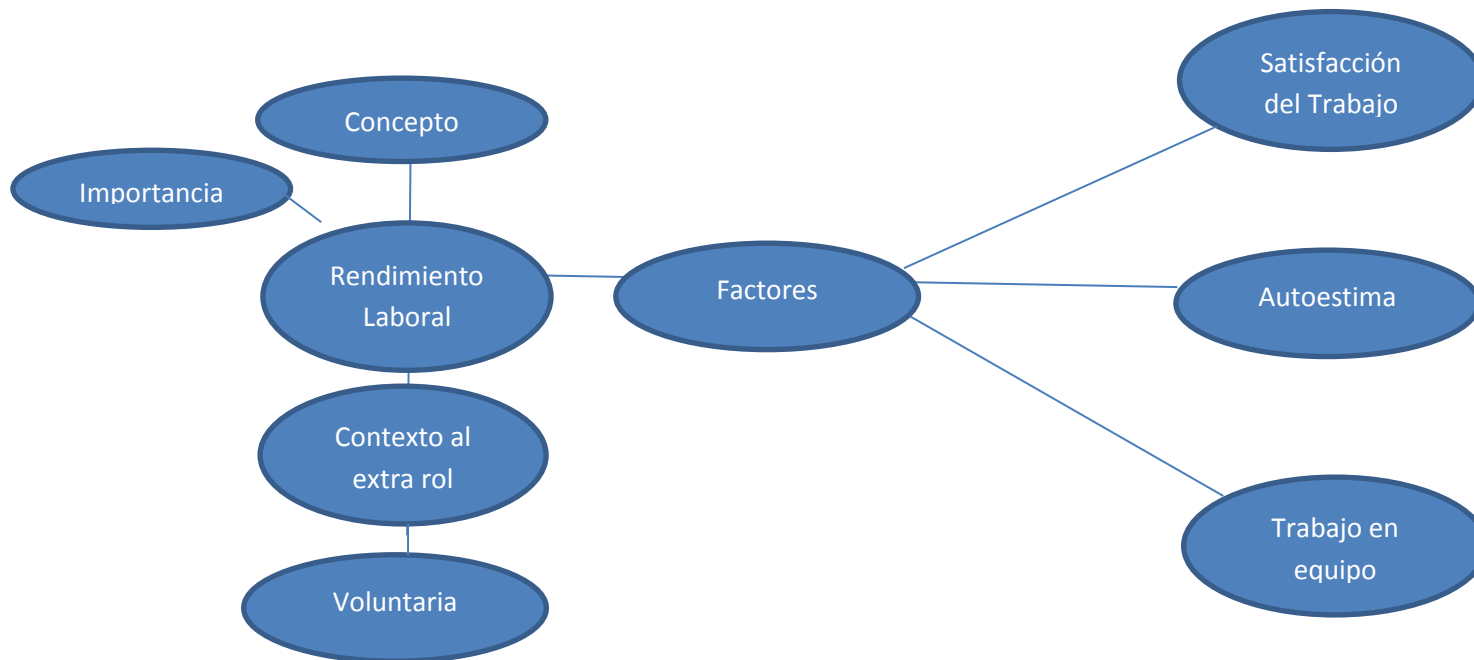 Satisfacción
del Trabajo
Concepto
Importancia
Rendimiento
Laboral
Factores
Autoestima
Contexto al
extra rol
Trabajo en
equipo
Voluntaria